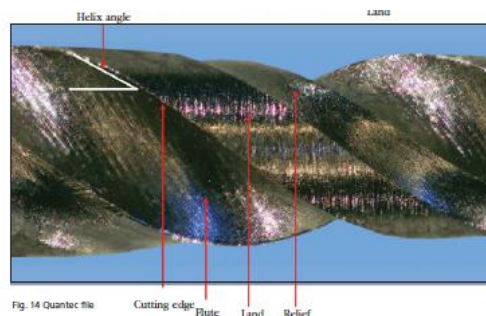 Helix angle
Land
Fig. 14 Quantec file
Cutting edge
Flute
Land
Relief